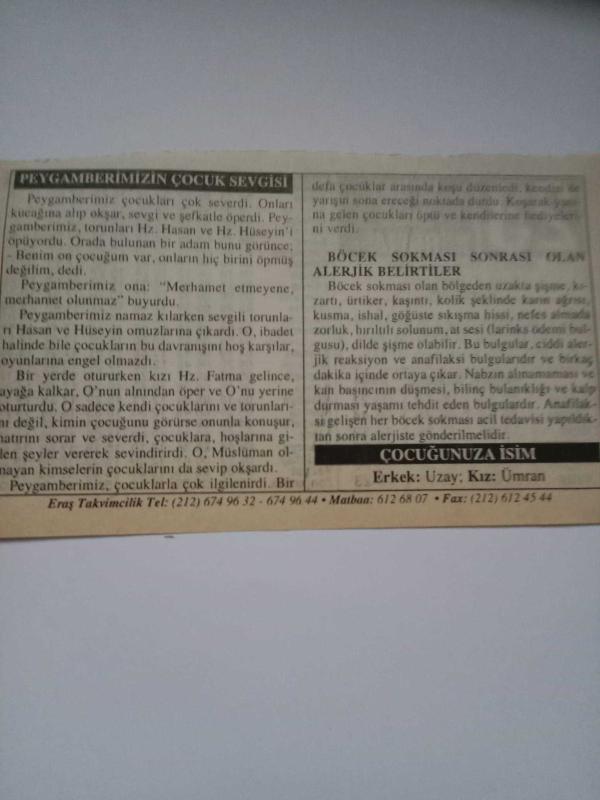 PEYGAMBERİMİZİN ÇOCUK SEVGİSİ
Peygamberimiz çocukları çok severdi. Onları
kucağına alıp okşar, sevgi ve şefkatle öperdi. Pey-
gamberimiz, torunları Hz. Hasan ve Hz. Hüseyin'i
öpüyordu. Orada bulunan bir adam bunu görünce;
- Benim on çocuğum var, onların hiç birini öpmüş
değilim, dedi.
Peygamberimiz ona: "Merhamet etmeyene,
merhamet olunmaz" buyurdu.
Peygamberimiz namaz kılarken sevgili torunla-
rı Hasan ve Hüseyin omuzlarına çıkardı. O, ibadet
halinde bile çocukların bu davranışını hoş karşılar,
oyunlarına engel olmazdı.
Bir yerde otururken kızı Hz. Fatma gelince,
ayağa kalkar, O'nun alnından öper ve O'nu yerine
oturturdu. O sadece kendi çocuklarını ve torunları-
nı değil, kimin çocuğunu görürse onunla konuşur,
hatırını sorar ve severdi, çocuklara, hoşlarına gi-
len şeyler vererek sevindirirdi. O, Müslüman ol-
mayan kimselerin çocuklarını da sevip okşardı.
Peygamberimiz, çocuklarla çok ilgilenirdi. Bir
defa çocuklar arasında koşu düzenledi, kendisi de
yarışın sona ereceği noktada durdu. Koşarak yanı-
na gelen çocukları öptü ve kendilerine hediyeleri-
ni verdi.
BÖCEK SOKMASI SONRASI OLAN
ALERJİK BELİRTİLER
Böcek sokması olan bölgeden uzakta şişme, kı-
zartı, ürtiker, kaşıntı, kolik şeklinde karın ağrısı,
kusma, ishal, göğüste sıkışma hissi, nefes almada
zorluk, hırıltılı solunum, at sesi (larinks ödemi bul-
gusu), dilde şişme olabilir. Bu bulgular, ciddi aler-
jik reaksiyon ve anafilaksi bulgularıdır ve birkaç
dakika içinde ortaya çıkar. Nabzın alınamaması ve
kan basıncının düşmesi, bilinç bulanıklığı ve kalp
durması yaşamı tehdit eden bulgulardır. Anafilak-
si gelişen her böcek sokması acil tedavisi yapıldık-
tan sonra alerjiste gönderilmelidir.
ÇOCUĞUNUZA İSİM
Erkek: Uzay; Kız: Ümran
Eraş Takvimcilik Tel: (212) 674 96 32 - 674 96 44 • Matbaa: 612 68 07 • Fax: (212) 612 45 44